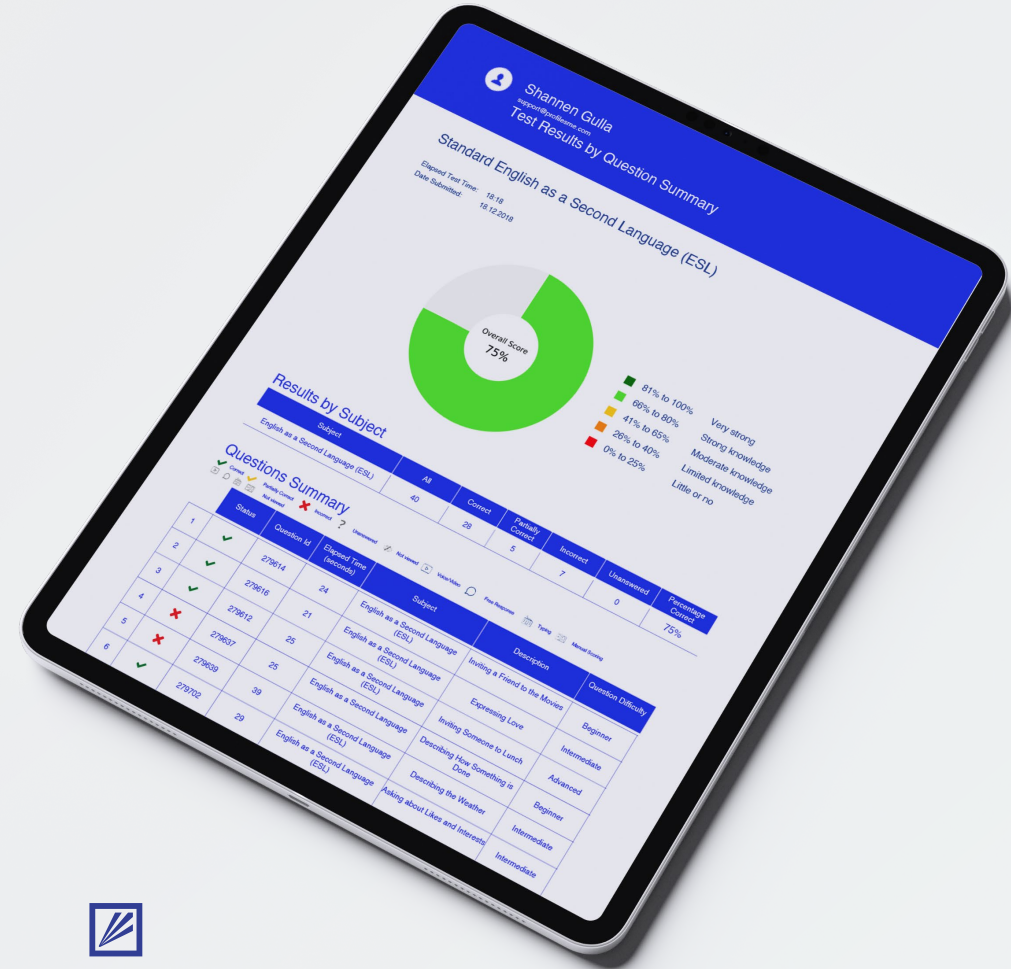 Shannen Gulla
support@profilesme.com
Test Results by Question Summary
Standard English as a Second Language (ESL)
Elapsed Test Time: 18:18
Date Submitted: 18.12.2018
Overall Score
75%
81% to 100% Very strong
66% to 80% Strong knowledge
41% to 65% Moderate knowledge
26% to 40% Limited knowledge
0% to 25% Little or no
Results by Subject
Subject All Correct Partially Correct Incorrect Unanswered Percentage Correct
English as a Second Language (ESL) 40 28 5 7 0 75%
Questions Summary
Correct Partially Correct Incorrect Unanswered Not viewed Voice/Video Free Response Typing Manual Scoring
Not viewed
Status Question Id Elapsed Time (seconds) Subject Description Question Difficulty
1 279614 24 English as a Second Language (ESL) Inviting a Friend to the Movies Beginner
2 279616 21 English as a Second Language (ESL) Expressing Love Intermediate
3 279612 25 English as a Second Language Inviting Someone to Lunch Advanced
4 279637 25 English as a Second Language Describing How Something is Done Beginner
5 279639 39 English as a Second Language (ESL) Describing the Weather Intermediate
6 279702 29 English as a Second Language (ESL) Asking about Likes and Interests Intermediate